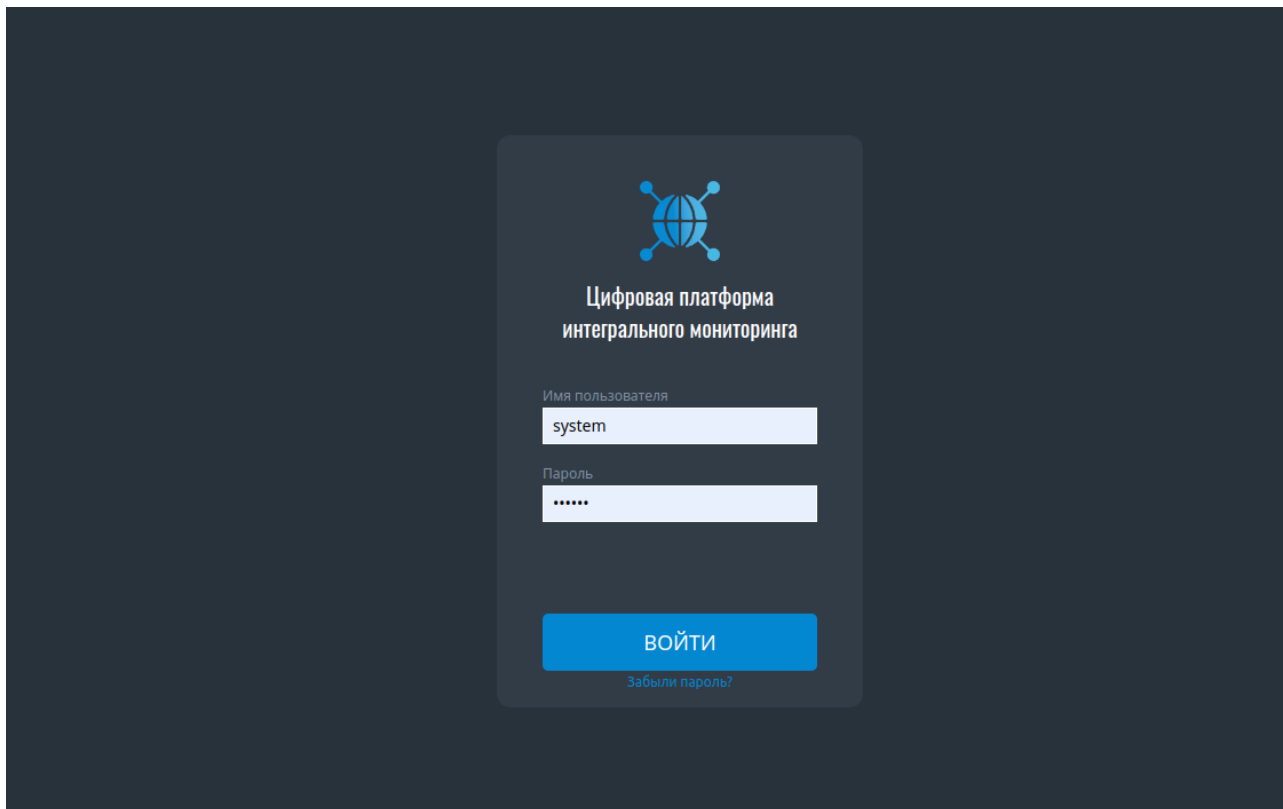 Цифровая платформа
интегрального мониторинга
Имя пользователя
system
Пароль
••••••
ВОЙТИ
Забыли пароль?